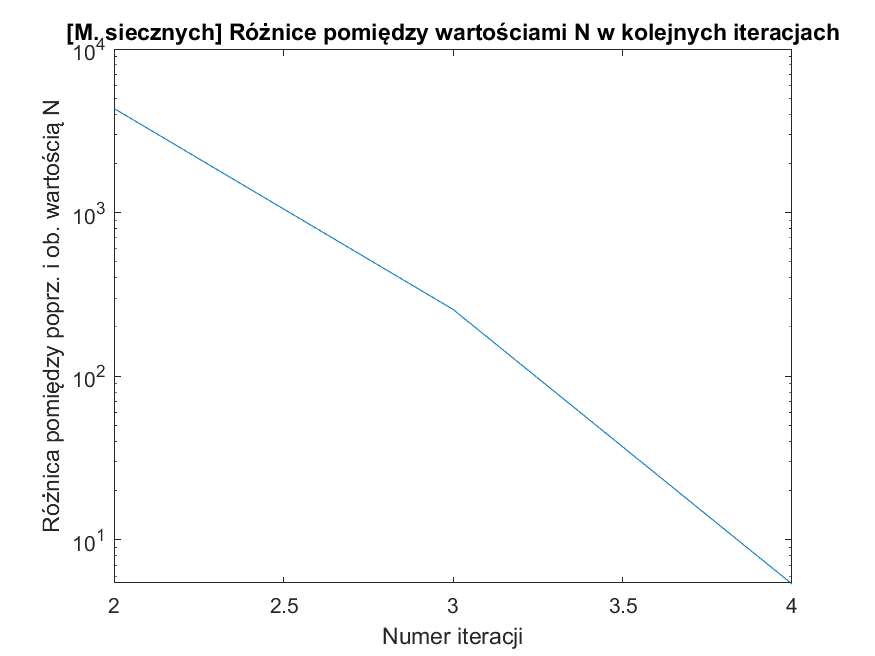 [M. siecznych] Różnice pomiędzy wartościami N w kolejnych iteracjach
Różnica pomiędzy poprz. i ob. wartością N
10^4
10^3
10^2
10^1
2 2.5 3 3.5 4
Numer iteracji